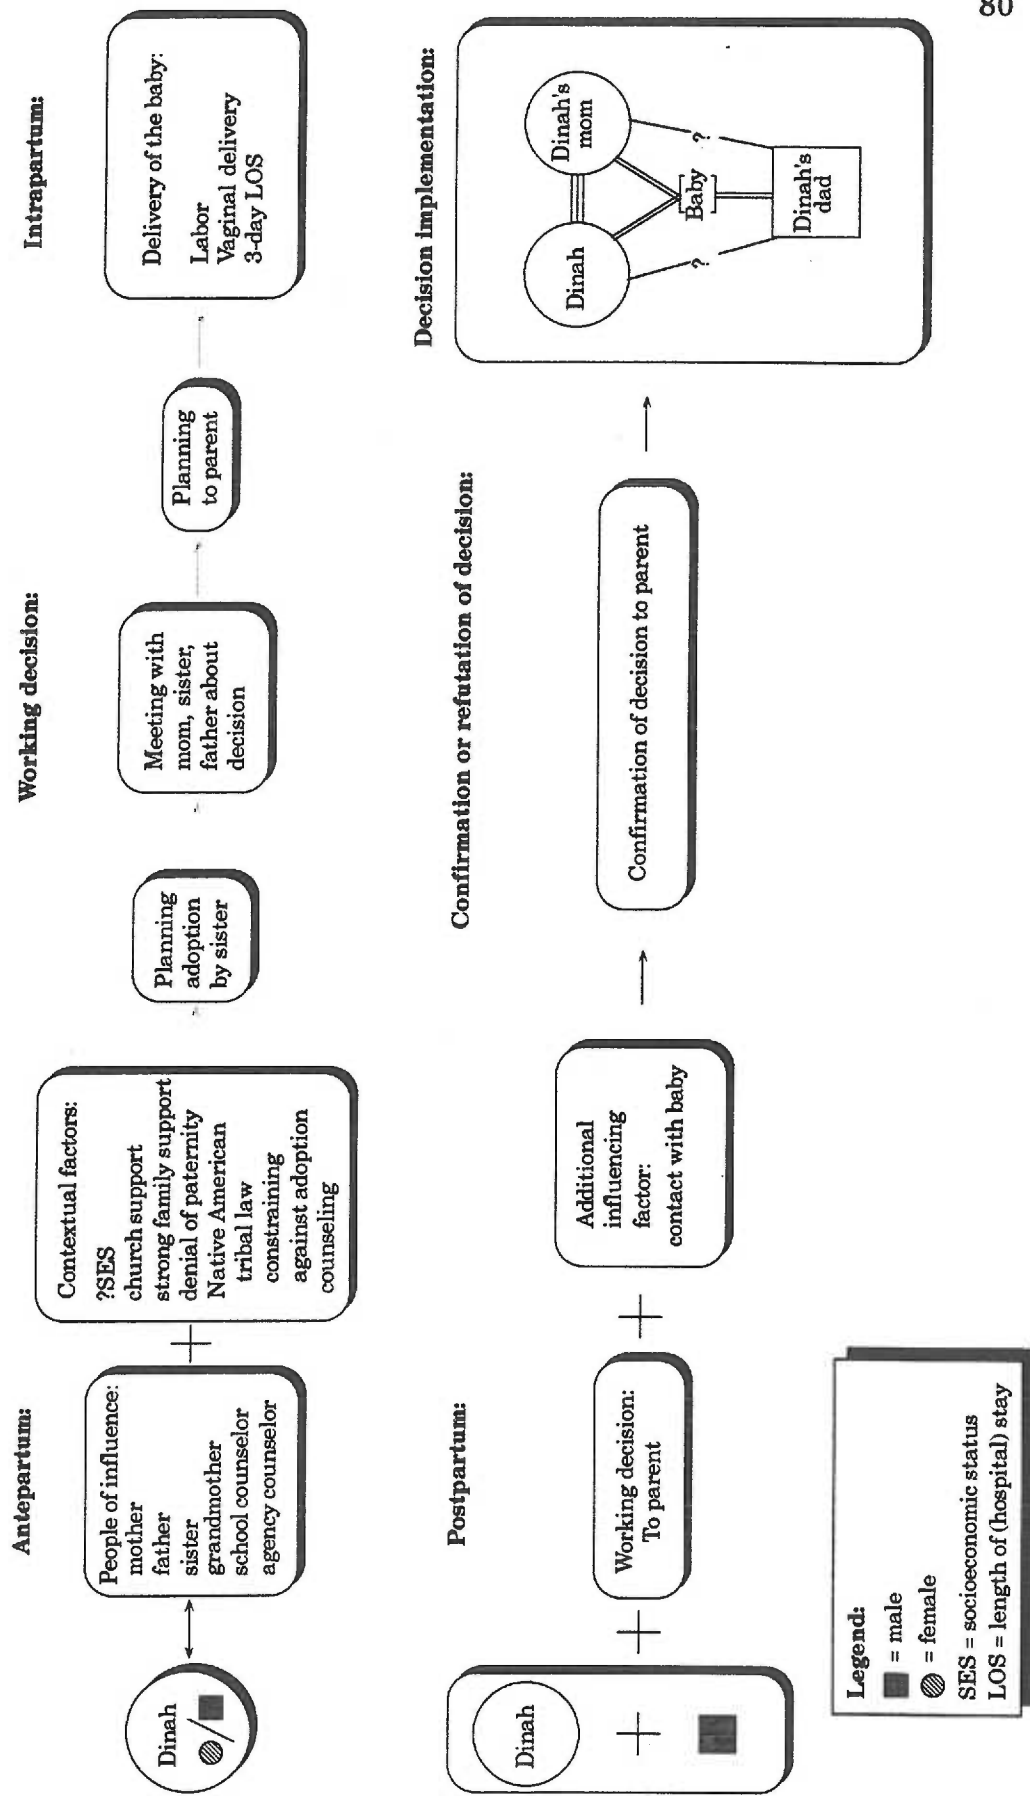 80
Antepartum:
Dinah
People of influence:
mother
father
sister
grandmother
school counselor
agency counselor
Contextual factors:
?SES
church support
strong family support
denial of paternity
Native American
tribal law
constraining
against adoption
counseling
Working decision:
Planning
adoption
by sister
Meeting with
mom, sister,
father about
decision
Planning
to parent
Intrapartum:
Delivery of the baby:
Labor
Vaginal delivery
3-day LOS
Postpartum:
Dinah
Working decision:
To parent
Additional
influencing
factor:
contact with baby
Confirmation or refutation of decision:
Confirmation of decision to parent
Decision implementation:
Dinah
Dinah's
mom
[Baby]
?
?
Dinah's
dad
Legend:
= male
= female
SES = socioeconomic status
LOS = length of (hospital) stay